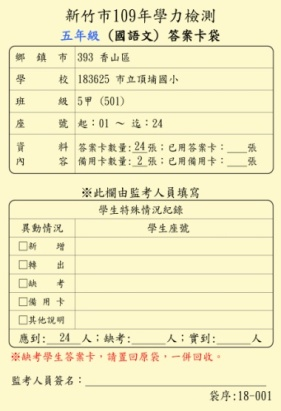 新竹市109年學力檢測
五年級 (國語文) 答案卡袋
鄉鎮市 393 香山區
學校 183625 市立頂埔國小
班級 5甲 (501)
座號 起:01 ～ 迄:24
資料內容 答案卡數量:24張;已用答案卡:___張
備用卡數量:2 張;已用備用卡:___張
※此欄由監考人員填寫
學生特殊情況紀錄
異動情況 學生座號
□新增
□轉出
□缺考
□備用卡
□其他說明
應到: 24 人;缺考:____人;實到:____人
※缺考學生答案卡,請置回原袋,一併回收。
監考人員簽名:____________________
袋序:18-001